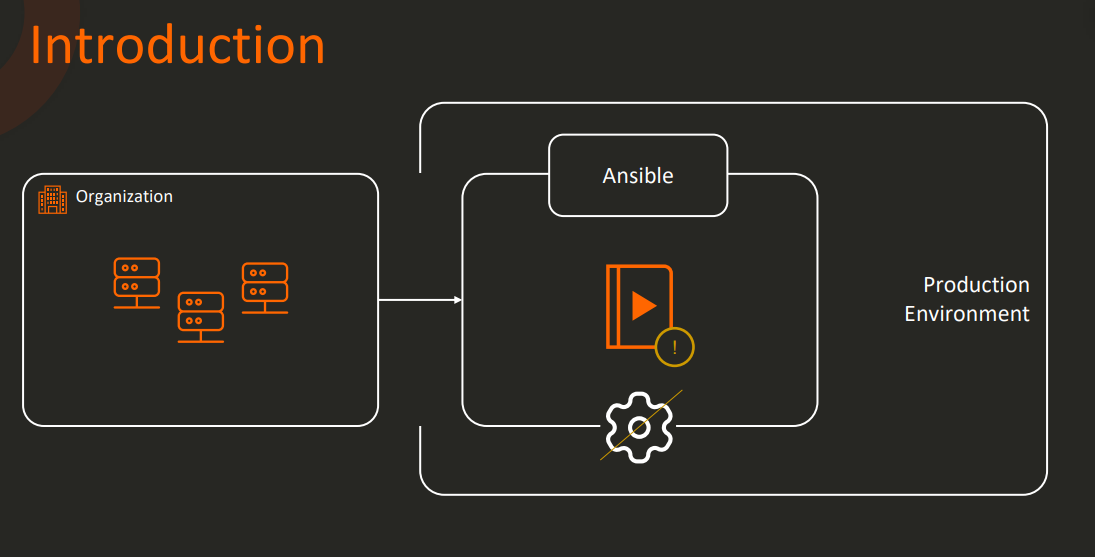 Introduction
Organization
Ansible
Production
Environment
!